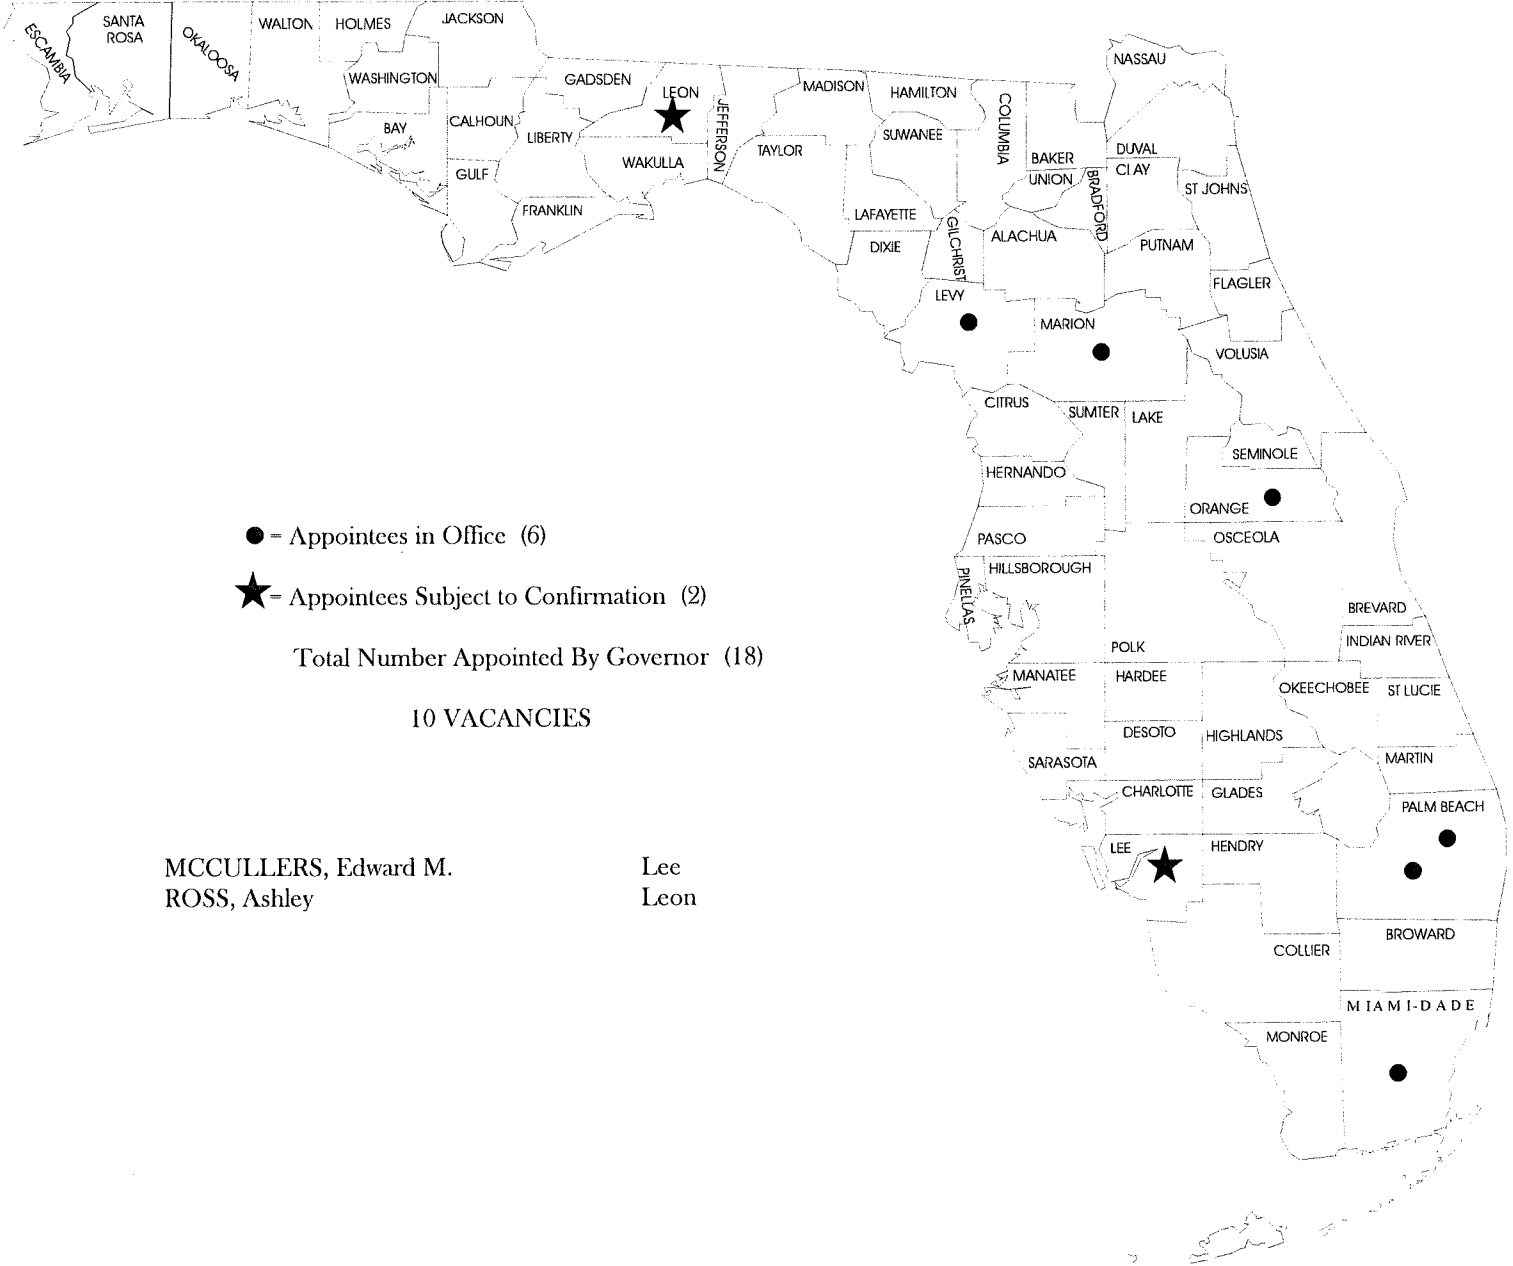 ESCAMBIA
SANTA
ROSA
OKALOOSA
WALTON
HOLMES
JACKSON
WASHINGTON
BAY
CALHOUN
GULF
GADSDEN
LIBERTY
FRANKLIN
LEON
WAKULLA
JEFFERSON
MADISON
TAYLOR
HAMILTON
SUWANEE
LAFAYETTE
DIXIE
COLUMBIA
GILCHRIST
BAKER
UNION
BRADFORD
ALACHUA
NASSAU
DUVAL
CLAY
ST JOHNS
PUTNAM
FLAGLER
LEVY
MARION
VOLUSIA
CITRUS
SUMTER
LAKE
SEMINOLE
HERNANDO
ORANGE
PASCO
OSCEOLA
PINELLAS
HILLSBOROUGH
BREVARD
INDIAN RIVER
POLK
MANATEE
HARDEE
OKEECHOBEE
ST LUCIE
DESOTO
HIGHLANDS
SARASOTA
MARTIN
CHARLOTTE
GLADES
PALM BEACH
LEE
HENDRY
BROWARD
COLLIER
MIAMI-DADE
MONROE
= Appointees in Office (6)
= Appointees Subject to Confirmation (2)
Total Number Appointed By Governor (18)
10 VACANCIES
MCCULLERS, Edward M. Lee
ROSS, Ashley Leon